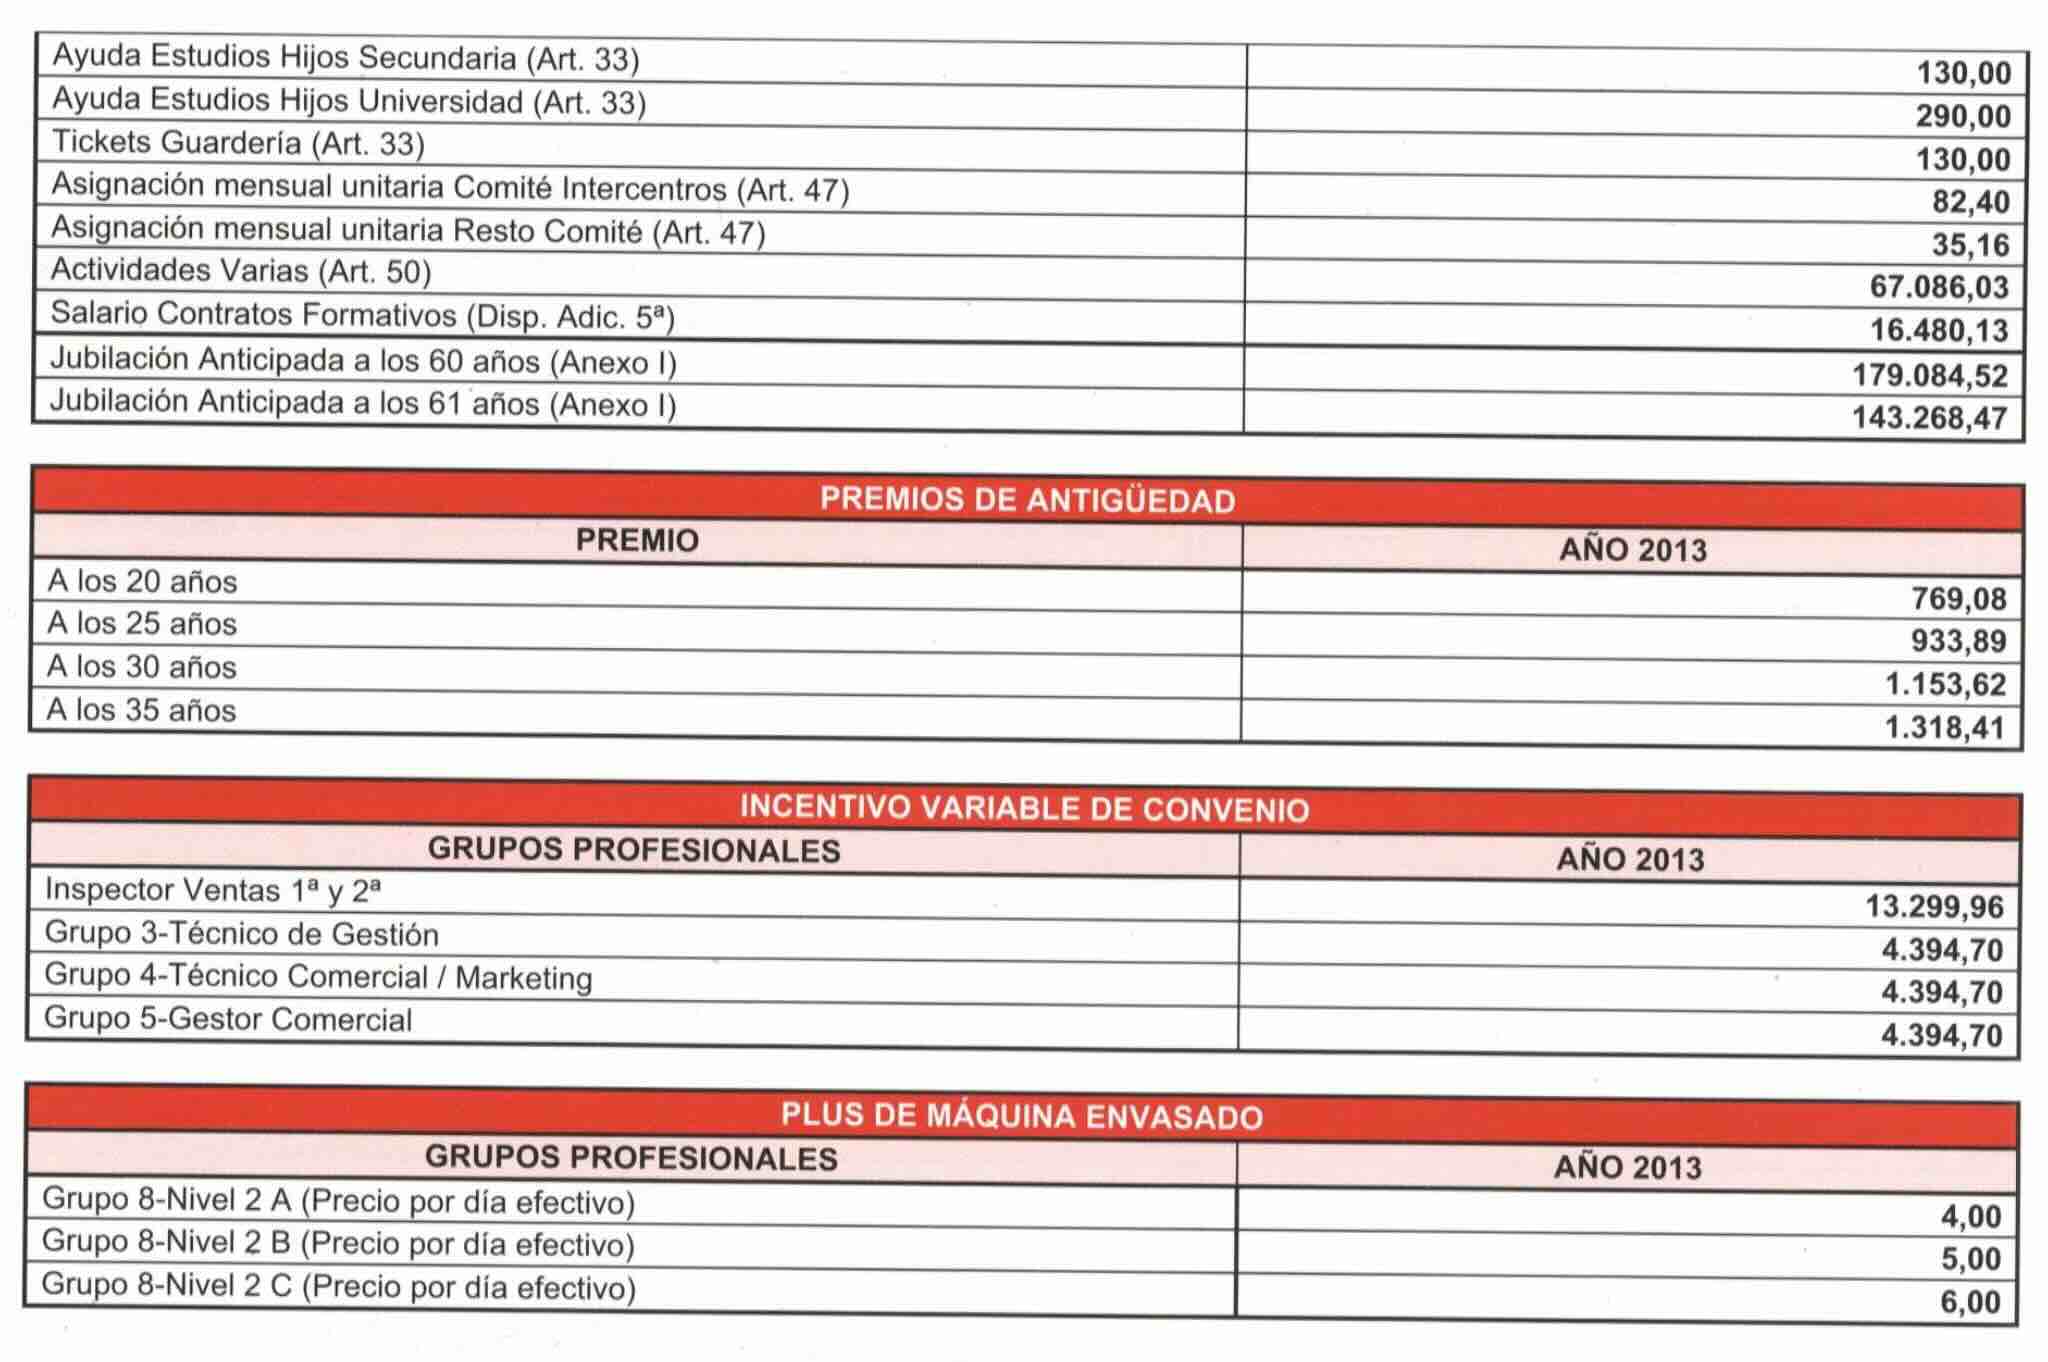 Ayuda Estudios Hijos Secundaria (Art. 33) 130,00
Ayuda Estudios Hijos Universidad (Art. 33) 290,00
Tickets Guardería (Art. 33) 130,00
Asignación mensual unitaria Comité Intercentros (Art. 47) 82,40
Asignación mensual unitaria Resto Comité (Art. 47) 35,16
Actividades Varias (Art. 50) 67.086,03
Salario Contratos Formativos (Disp. Adic. 5ª) 16.480,13
Jubilación Anticipada a los 60 años (Anexo I) 179.084,52
Jubilación Anticipada a los 61 años (Anexo I) 143.268,47
PREMIOS DE ANTIGÜEDAD
PREMIO AÑO 2013
A los 20 años 769,08
A los 25 años 933,89
A los 30 años 1.153,62
A los 35 años 1.318,41
INCENTIVO VARIABLE DE CONVENIO
GRUPOS PROFESIONALES AÑO 2013
Inspector Ventas 1ª y 2ª 13.299,96
Grupo 3-Técnico de Gestión 4.394,70
Grupo 4-Técnico Comercial / Marketing 4.394,70
Grupo 5-Gestor Comercial 4.394,70
PLUS DE MÁQUINA ENVASADO
GRUPOS PROFESIONALES AÑO 2013
Grupo 8-Nivel 2 A (Precio por día efectivo) 4,00
Grupo 8-Nivel 2 B (Precio por día efectivo) 5,00
Grupo 8-Nivel 2 C (Precio por día efectivo) 6,00